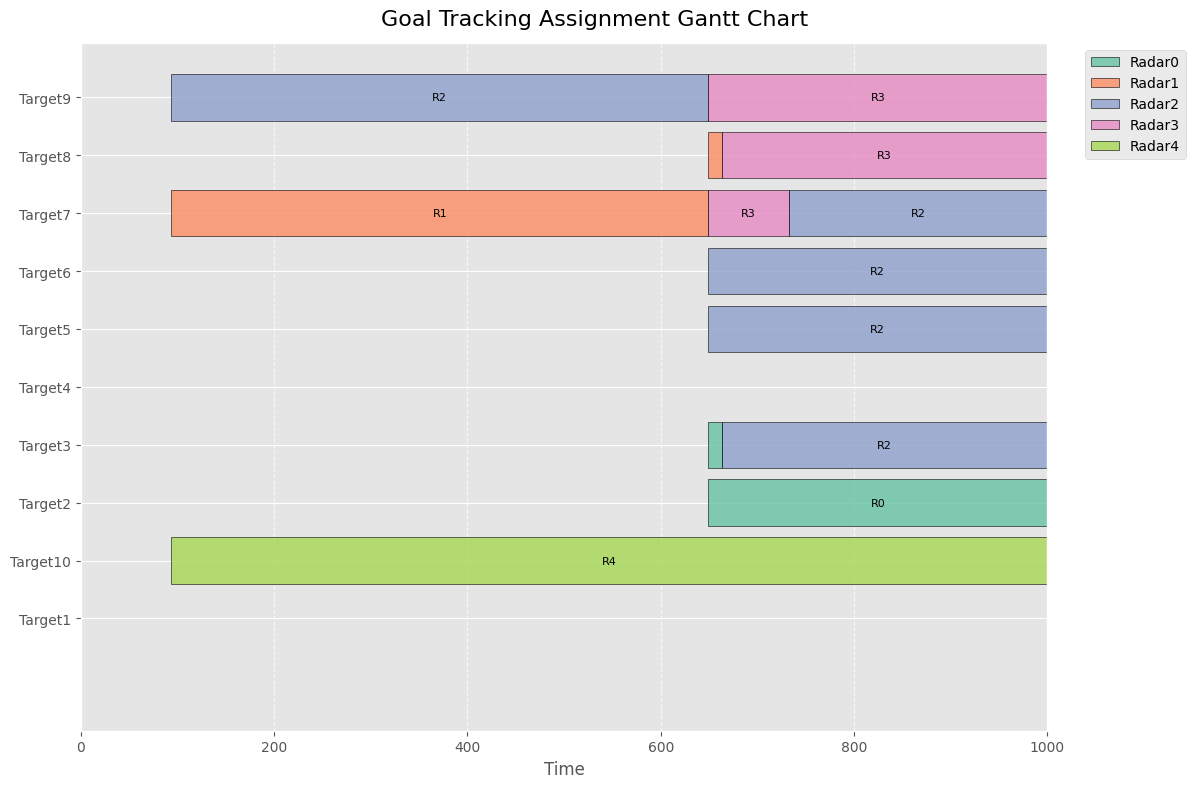 Goal Tracking Assignment Gantt Chart
Radar0
Radar1
Radar2
Radar3
Radar4
Target9
R2
R3
Target8
R3
Target7
R1
R3
R2
Target6
R2
Target5
R2
Target4
Target3
R2
Target2
R0
Target10
R4
Target1
0
200
400
600
800
1000
Time